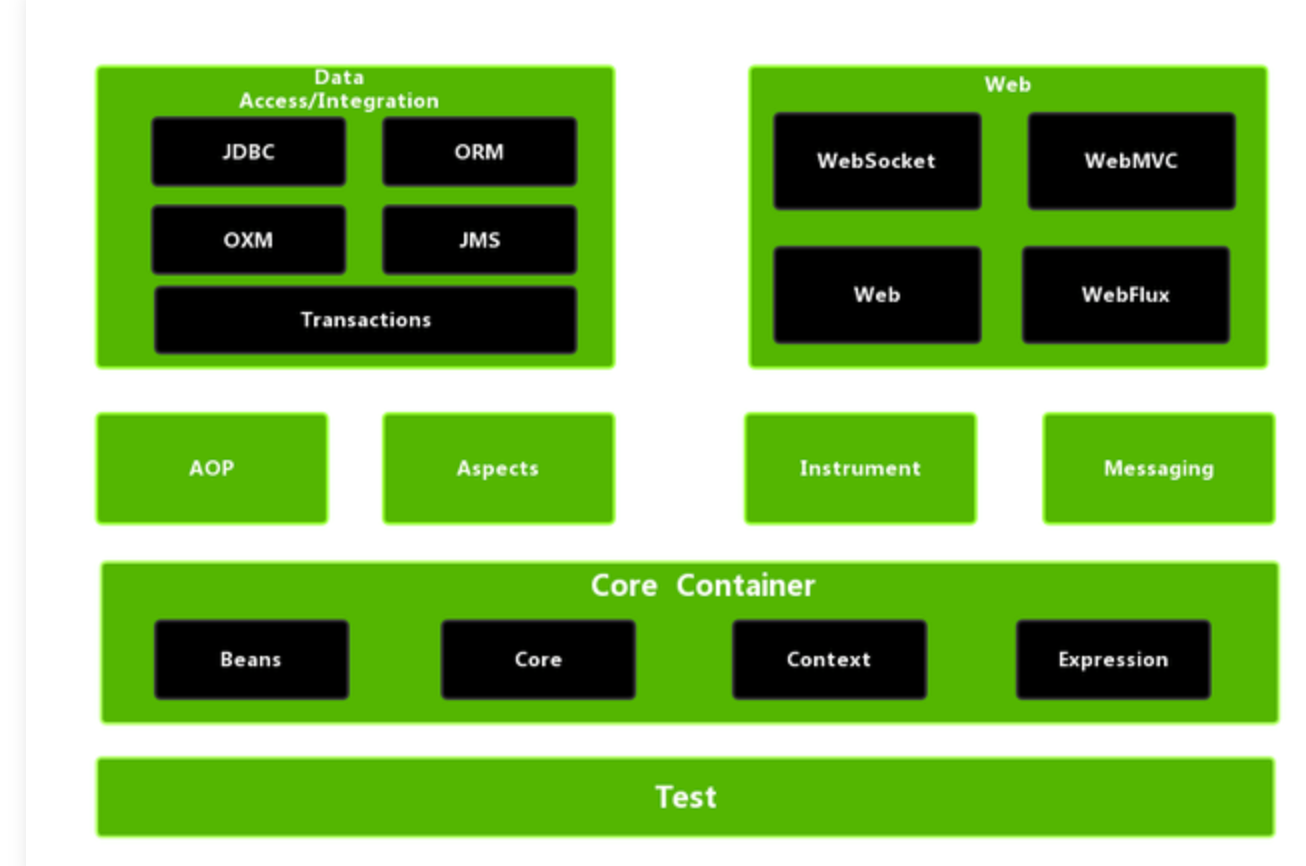 Data
Access/Integration
JDBC
ORM
OXM
JMS
Transactions
Web
WebSocket
WebMVC
Web
WebFlux
AOP
Aspects
Instrument
Messaging
Core Container
Beans
Core
Context
Expression
Test